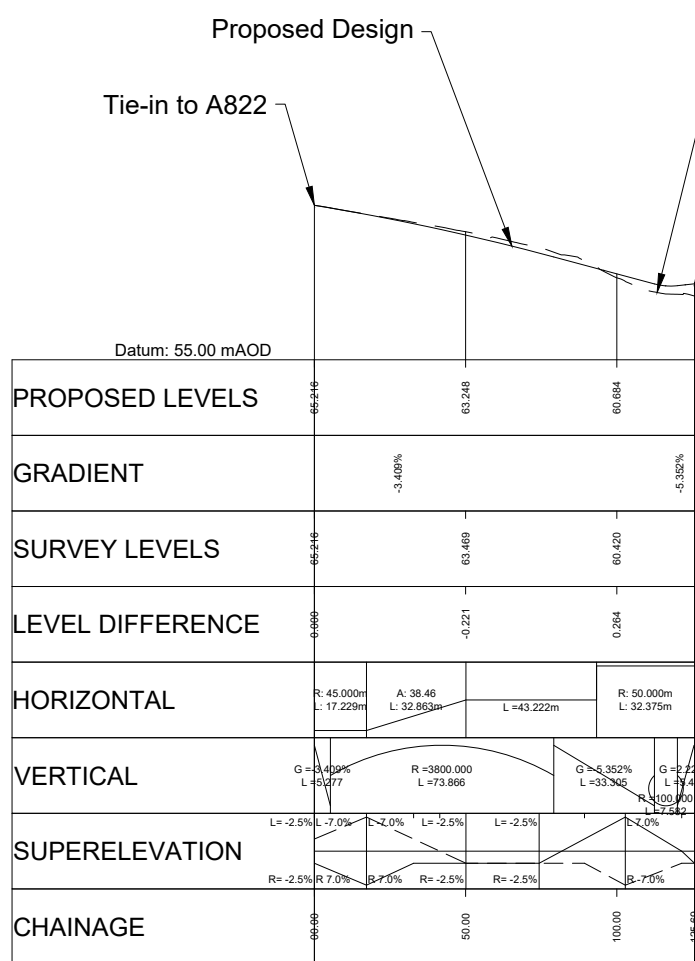 Proposed Design
Tie-in to A822
Datum: 55.00 mAOD
PROPOSED LEVELS
65.216
63.248
60.684
GRADIENT
-3.409%
-5.352%
SURVEY LEVELS
65.216
63.469
60.420
LEVEL DIFFERENCE
0.000
-0.221
0.264
HORIZONTAL
R: 45.000m
L: 17.229m
A: 38.46
L: 32.863m
L =43.222m
R: 50.000m
L: 32.375m
VERTICAL
G =-3.409%
L =5.277
R =3800.000
L =73.866
G =-5.352%
L =33.305
R =100.000
L =7.582
G =2.22
L =5.4
SUPERELEVATION
L= -2.5%
L -7.0%
L -7.0%
L= -2.5%
L= -2.5%
L 7.0%
R= -2.5%
R 7.0%
R 7.0%
R= -2.5%
R= -2.5%
R -7.0%
CHAINAGE
00.00
50.00
100.00